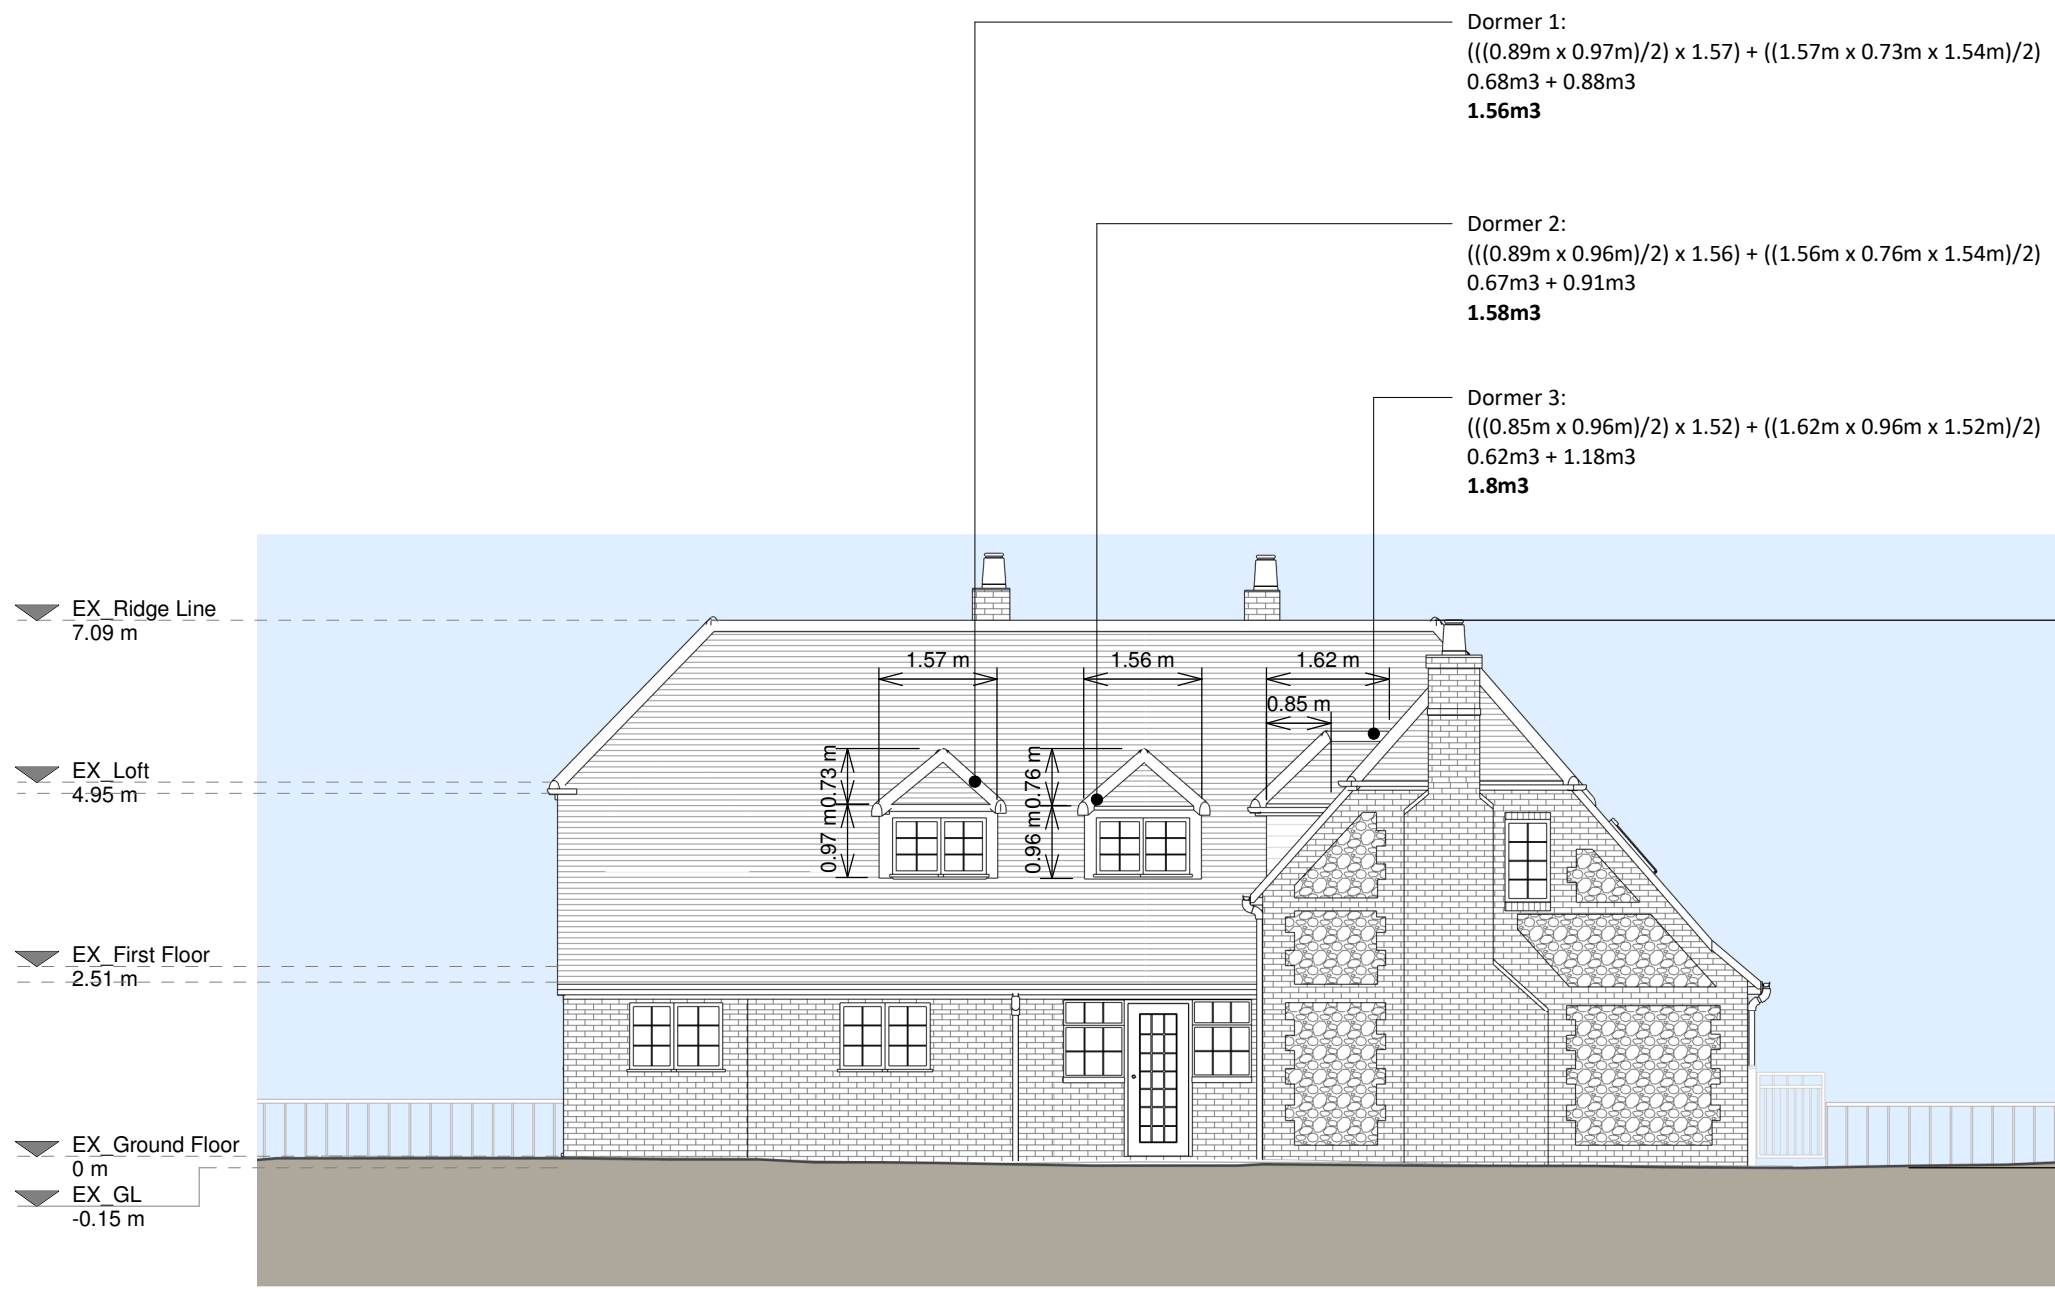 Dormer 1:
(((0.89m x 0.97m)/2) x 1.57) + ((1.57m x 0.73m x 1.54m)/2)
0.68m3 + 0.88m3
1.56m3
Dormer 2:
(((0.89m x 0.96m)/2) x 1.56) + ((1.56m x 0.76m x 1.54m)/2)
0.67m3 + 0.91m3
1.58m3
Dormer 3:
(((0.85m x 0.96m)/2) x 1.52) + ((1.62m x 0.96m x 1.52m)/2)
0.62m3 + 1.18m3
1.8m3
EX_Ridge Line
7.09 m
1.57 m
1.56 m
1.62 m
0.85 m
0.73 m
0.97 m
0.76 m
0.96 m
EX_Loft
4.95 m
EX_First Floor
2.51 m
EX_Ground Floor
0 m
EX_GL
-0.15 m